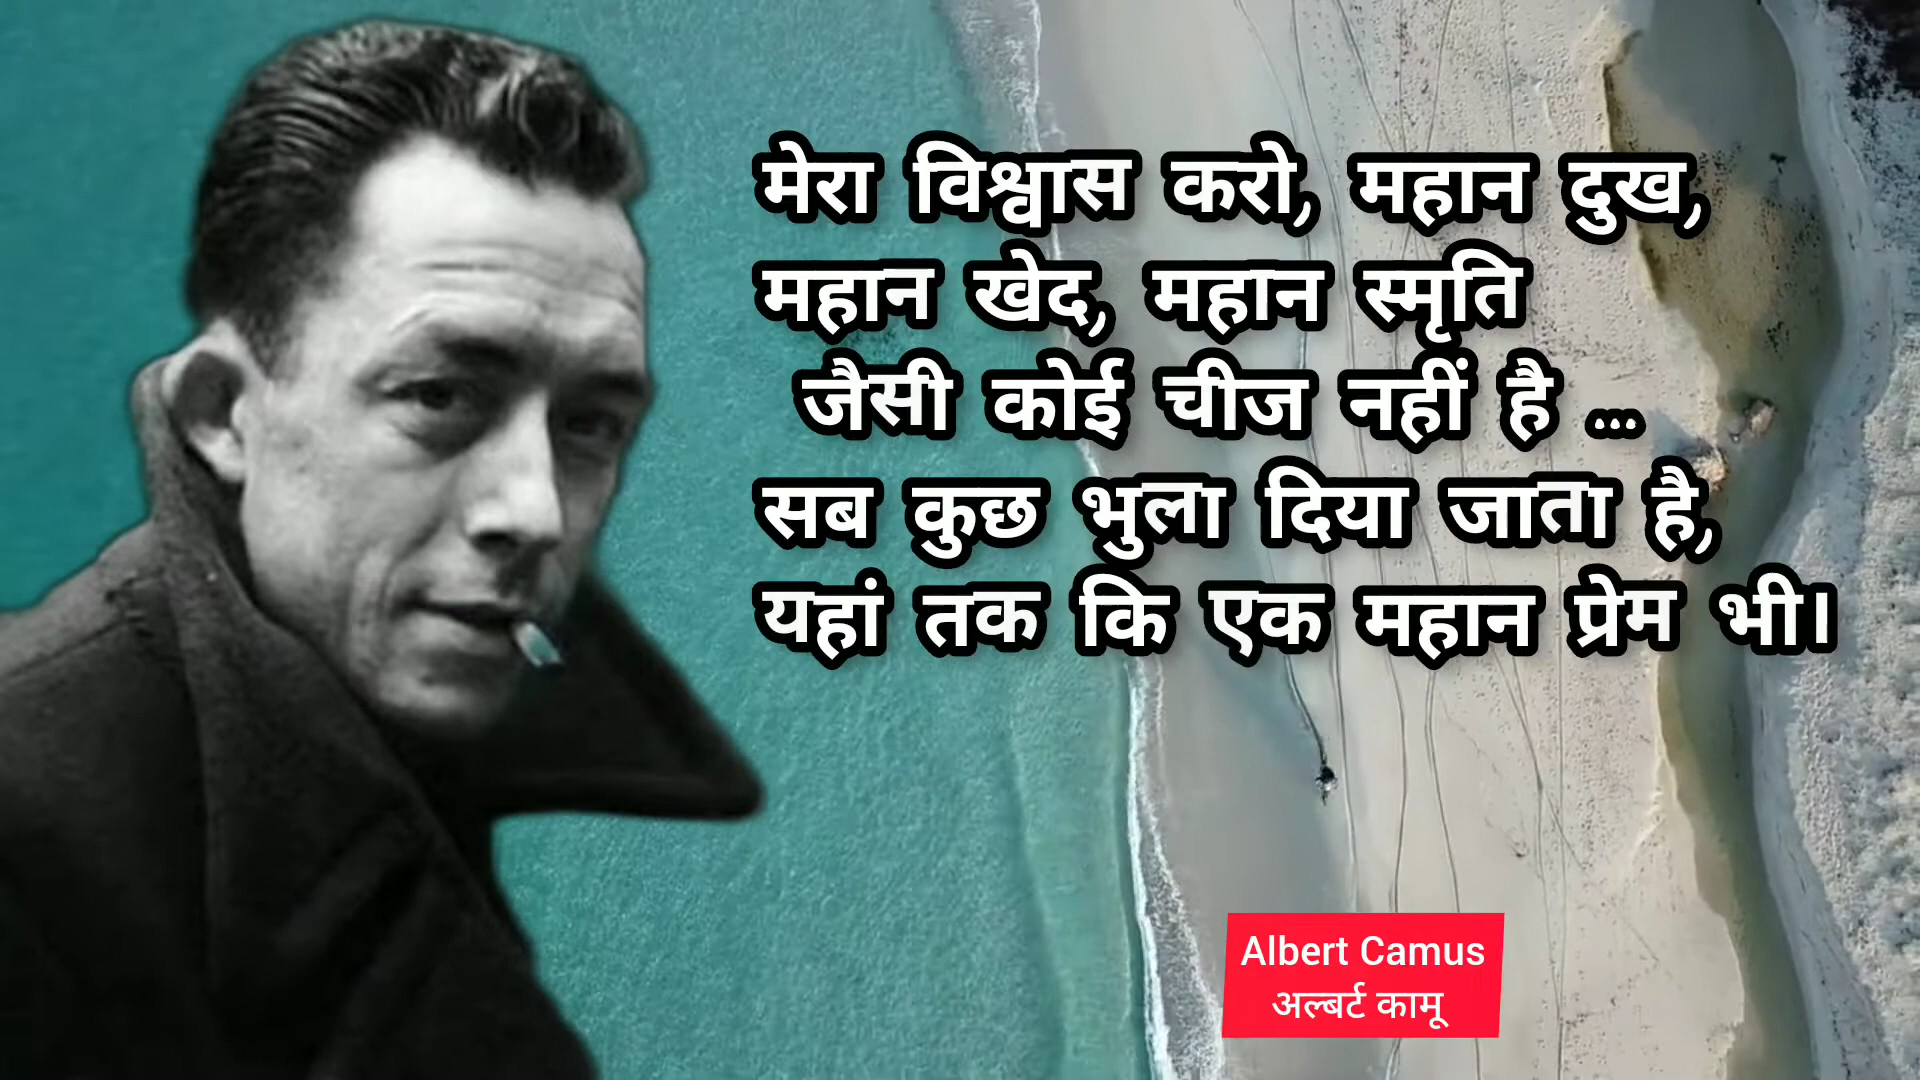 मेरा विश्वास करो, महान दुख,
महान खेद, महान स्मृति
जैसी कोई चीज नहीं है ...
सब कुछ भुला दिया जाता है,
यहां तक कि एक महान प्रेम भी।
Albert Camus
अल्बर्ट कामू